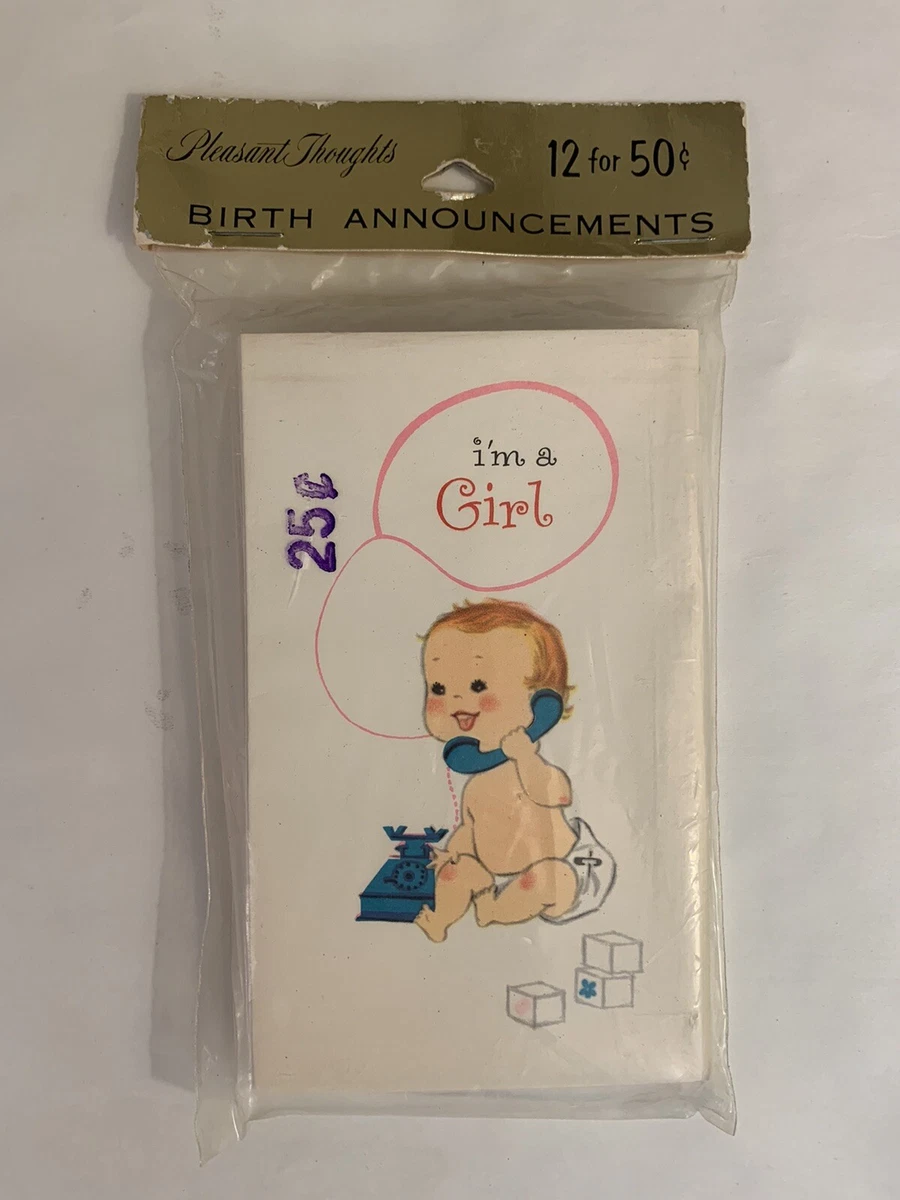 Pleasant Thoughts
12 for 50¢
BIRTH ANNOUNCEMENTS
i'm a
Girl
25¢